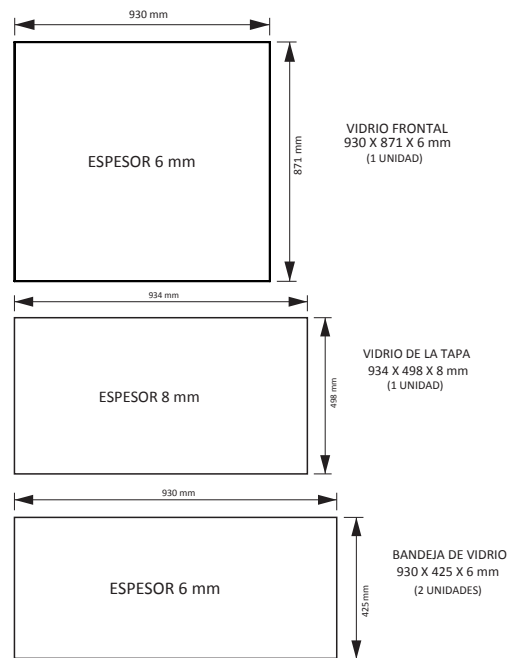 930 mm
ESPESOR 6 mm
871 mm
VIDRIO FRONTAL
930 X 871 X 6 mm
(1 UNIDAD)
934 mm
ESPESOR 8 mm
498 mm
VIDRIO DE LA TAPA
934 X 498 X 8 mm
(1 UNIDAD)
930 mm
ESPESOR 6 mm
425 mm
BANDEJA DE VIDRIO
930 X 425 X 6 mm
(2 UNIDADES)